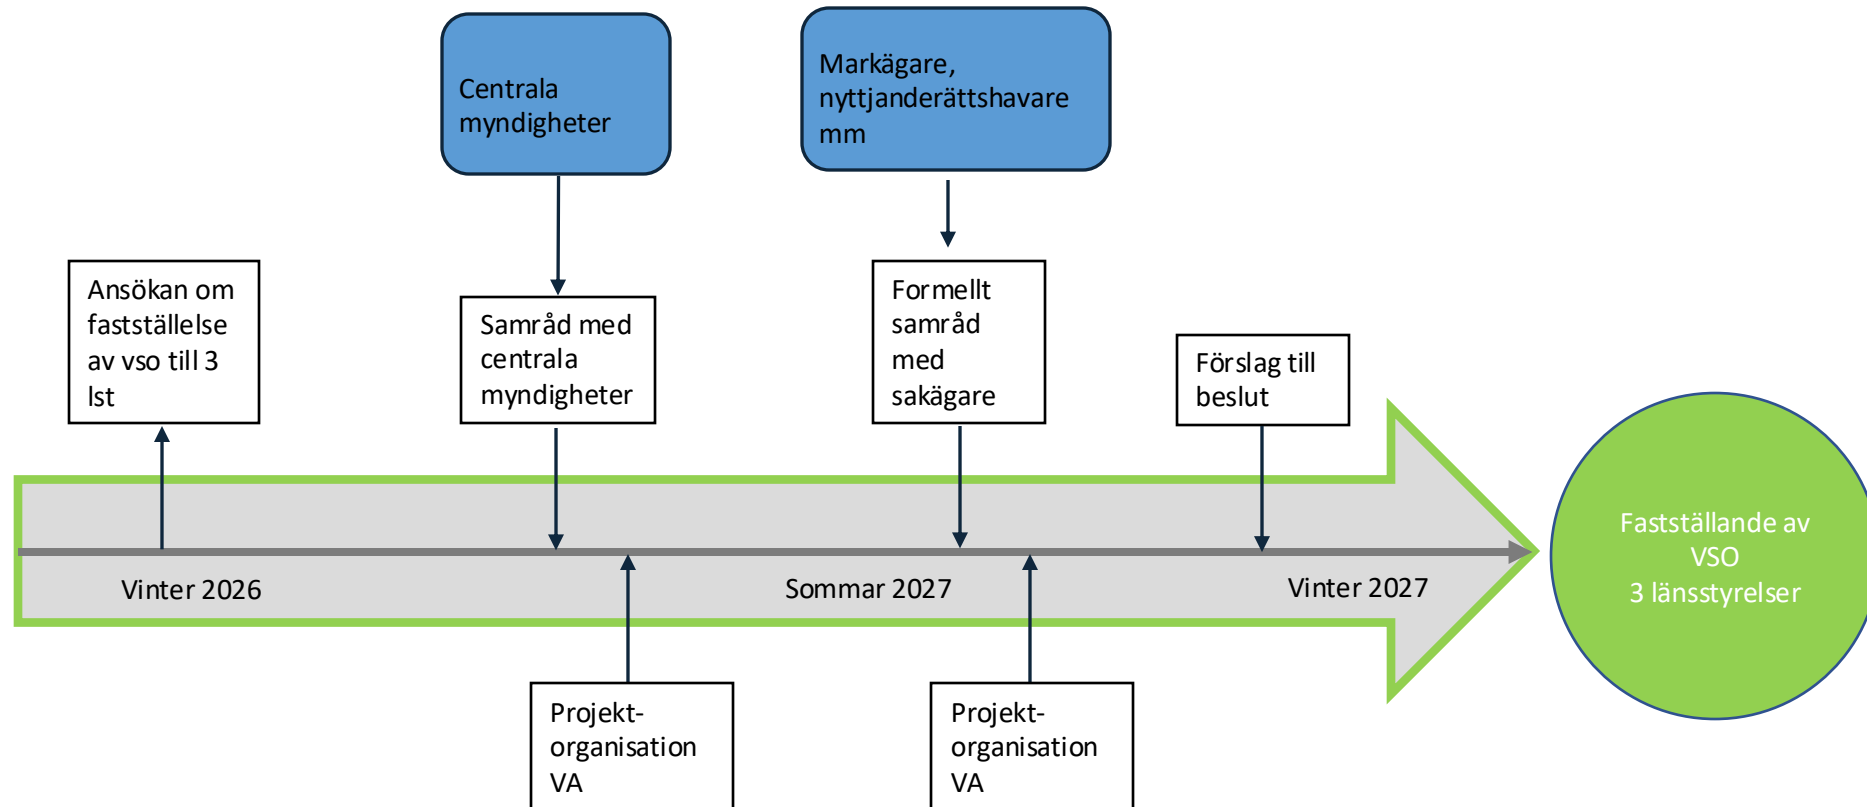 Centrala
myndigheter
Markägare,
nyttjanderättshavare
mm
Ansökan om
fastställelse
av vso till 3
lst
Samråd med
centrala
myndigheter
Formellt
samråd
med
sakägare
Förslag till
beslut
Fastställande av
VSO
3 länsstyrelser
Vinter 2026
Sommar 2027
Vinter 2027
Projekt-
organisation
VA
Projekt-
organisation
VA